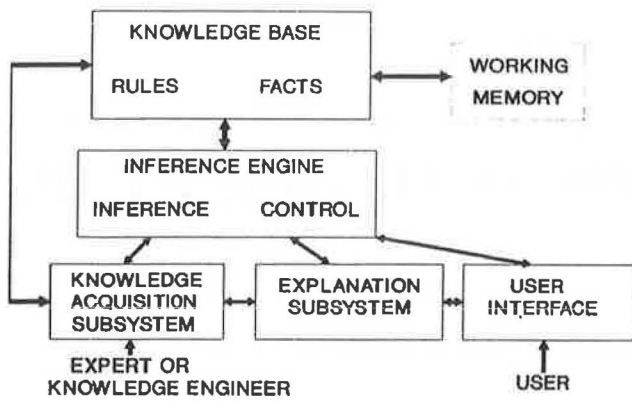 KNOWLEDGE BASE
RULES FACTS
WORKING
MEMORY
INFERENCE ENGINE
INFERENCE CONTROL
KNOWLEDGE
ACQUISITION
SUBSYSTEM
EXPLANATION
SUBSYSTEM
USER
INTERFACE
EXPERT OR
KNOWLEDGE ENGINEER
USER